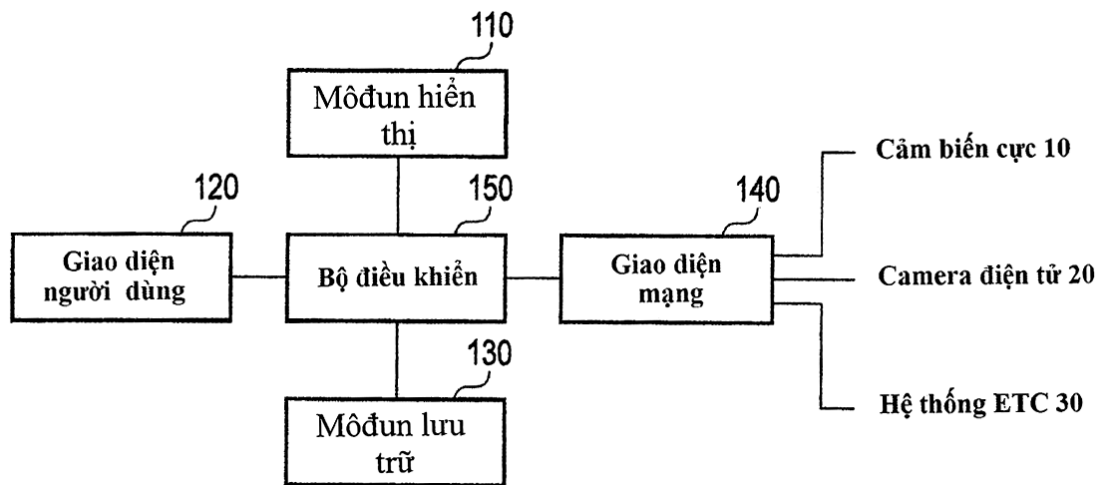 110
Môđun hiển
thị
120
Giao diện
người dùng
150
Bộ điều khiển
140
Giao diện
mạng
Cảm biến cực 10
Camera điện tử 20
Hệ thống ETC 30
130
Môđun lưu
trữ